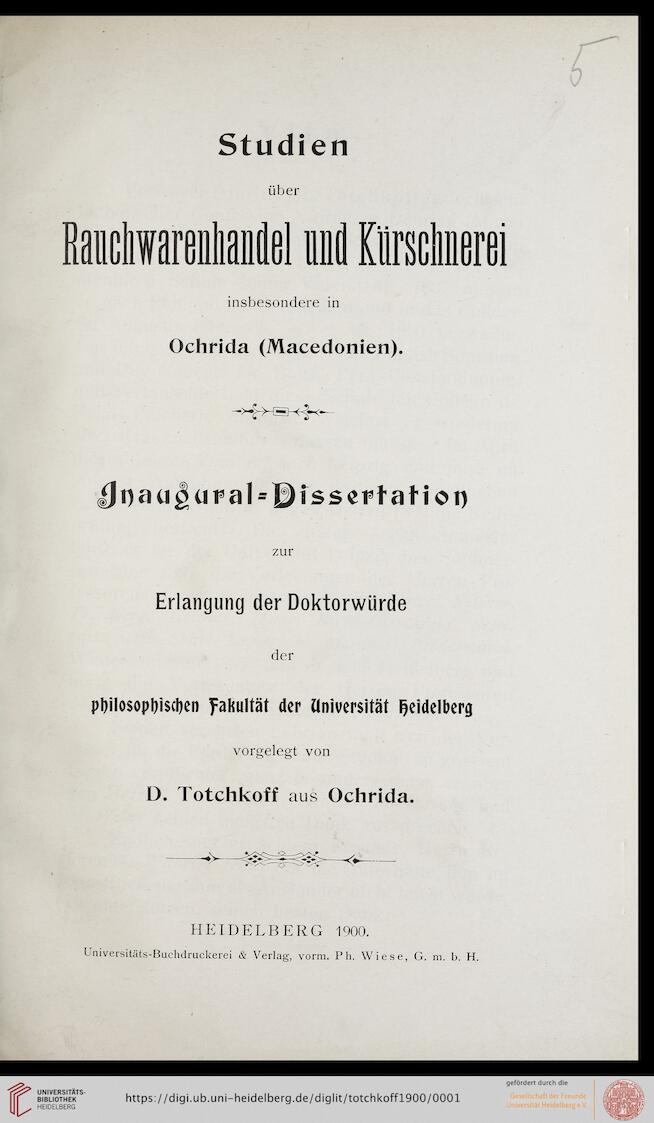 5
Studien
über
Rauchwarenhandel und Kürschnerei
insbesondere in
Ochrida (Macedonien).
Inaugural-Dissertation
zur
Erlangung der Doktorwürde
der
philosophischen Fakultät der Universität Heidelberg
vorgelegt von
D. Totchkoff aus Ochrida.
HEIDELBERG 1900.
Universitäts-Buchdruckerei & Verlag, vorm. Ph. Wiese, G. m. b. H.
UNIVERSITÄTS-
BIBLIOTHEK
HEIDELBERG
https://digi.ub.uni-heidelberg.de/diglit/totchkoff1900/0001
gefördert durch die
Gesellschaft der Freunde
Universität Heidelberg e.V.